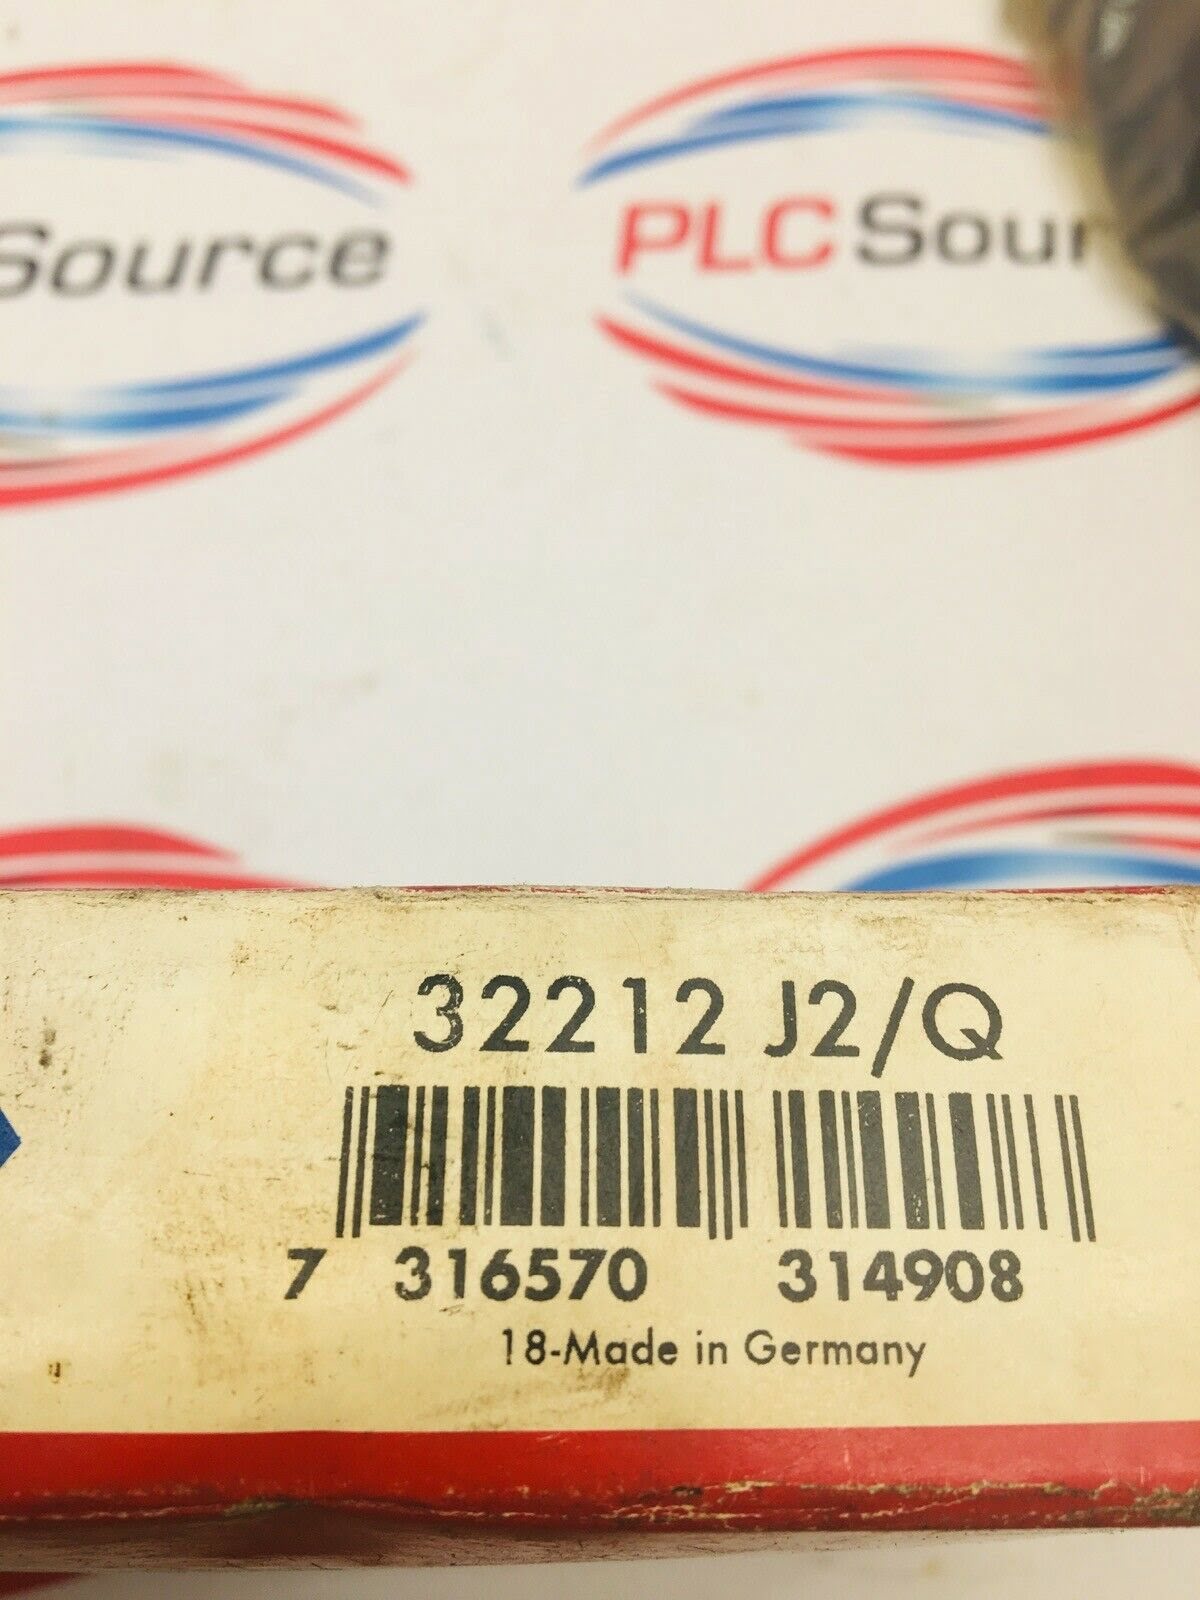 Source
PLC Sour
32212 J2/Q
7 316570 314908
18-Made in Germany